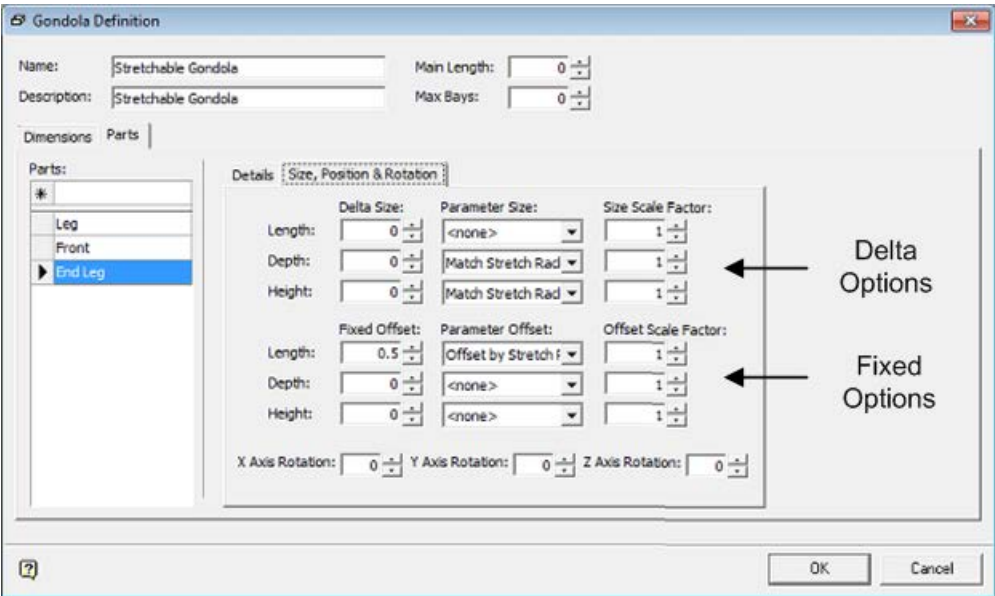 Gondola Definition
Name: Stretchable Gondola Main Length: 0
Description: Stretchable Gondola Max Bays: 0
Dimensions Parts
Parts:
Details Size, Position & Rotation
Leg
Front
End Leg
Delta Size: Parameter Size: Size Scale Factor:
Length: 0 <none> 1
Depth: 0 Match Stretch Rad 1
Height: 0 Match Stretch Rad 1
Delta
Options
Fixed Offset: Parameter Offset: Offset Scale Factor:
Length: 0.5 Offset by Stretch F 1
Depth: 0 <none> 1
Height: 0 <none> 1
Fixed
Options
X Axis Rotation: 0 Y Axis Rotation: 0 Z Axis Rotation: 0
OK Cancel